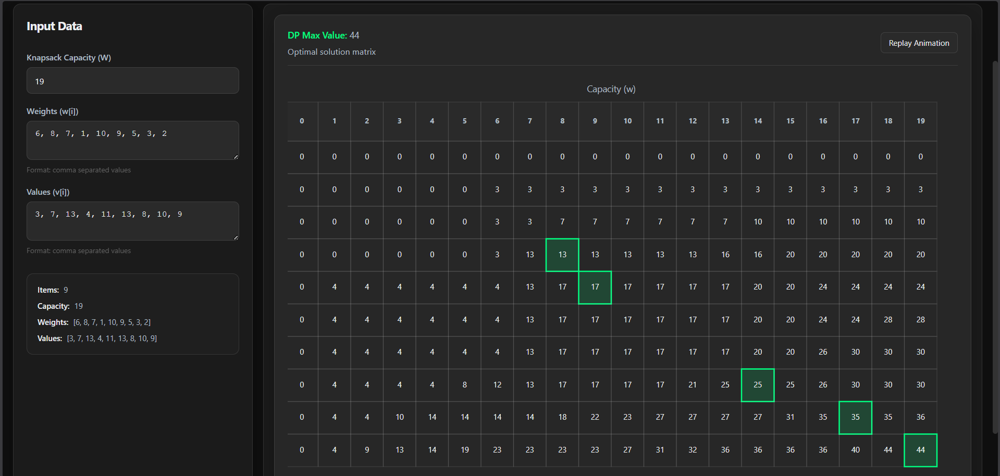 Input Data
Knapsack Capacity (W)
19
Weights (w[i])
6, 8, 7, 1, 10, 9, 5, 3, 2
Format: comma separated values
Values (v[i])
3, 7, 13, 4, 11, 13, 8, 10, 9
Format: comma separated values
Items: 9
Capacity: 19
Weights: [6, 8, 7, 1, 10, 9, 5, 3, 2]
Values: [3, 7, 13, 4, 11, 13, 8, 10, 9]
DP Max Value: 44
Optimal solution matrix
Replay Animation
Capacity (w)
0 1 2 3 4 5 6 7 8 9 10 11 12 13 14 15 16 17 18 19
0 0 0 0 0 0 0 0 0 0 0 0 0 0 0 0 0 0 0 0
0 0 0 0 0 0 3 3 3 3 3 3 3 3 3 3 3 3 3 3
0 0 0 0 0 0 3 3 7 7 7 7 7 7 10 10 10 10 10 10
0 0 0 0 0 0 3 13 13 13 13 13 13 16 16 20 20 20 20 20
0 4 4 4 4 4 4 13 17 17 17 17 17 17 20 20 24 24 24 24
0 4 4 4 4 4 4 13 17 17 17 17 17 17 20 20 24 24 28 28
0 4 4 4 4 4 4 13 17 17 17 17 17 17 20 20 26 30 30 30
0 4 4 4 4 8 12 13 17 17 17 17 21 25 25 25 26 30 30 30
0 4 4 10 14 14 14 14 18 22 23 27 27 27 27 31 35 35 35 36
0 4 9 13 14 19 23 23 23 23 27 31 32 36 36 36 36 40 44 44